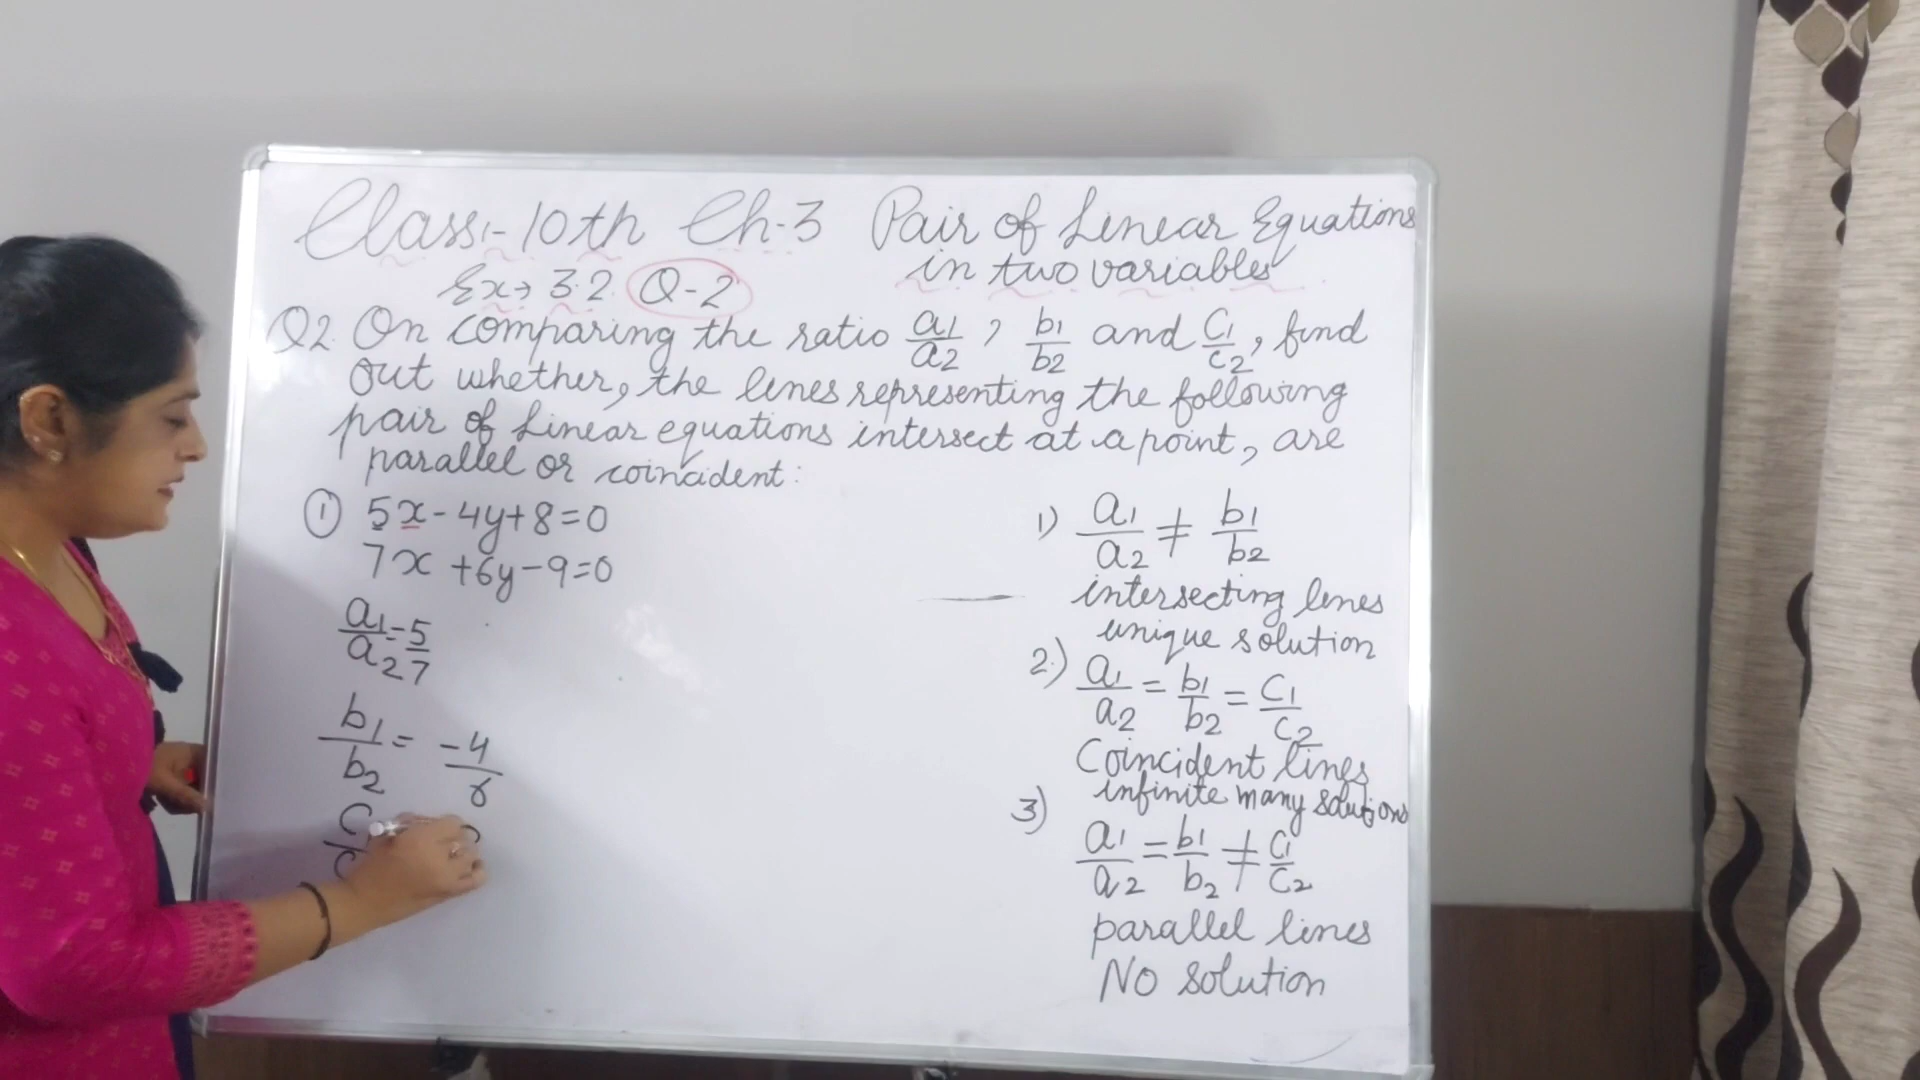 Class:- 10th Ch-3 Pair of Linear Equations
in two variables
Ex→ 3.2 Q-2
Q2. On comparing the ratio a1/a2, b1/b2 and C1/C2, find
out whether, the lines representing the following
pair of linear equations intersect at a point, are
parallel or coincident:
① 5x-4y+8=0
7x+6y-9=0
a1/a2=5/7
b1/b2= -4/6
1) a1/a2 ≠ b1/b2
intersecting lines
unique solution
2.) a1/a2 = b1/b2 = C1/C2
Coincident lines
infinite many solutions
3) a1/a2 = b1/b2 ≠ C1/C2
parallel lines
No solution